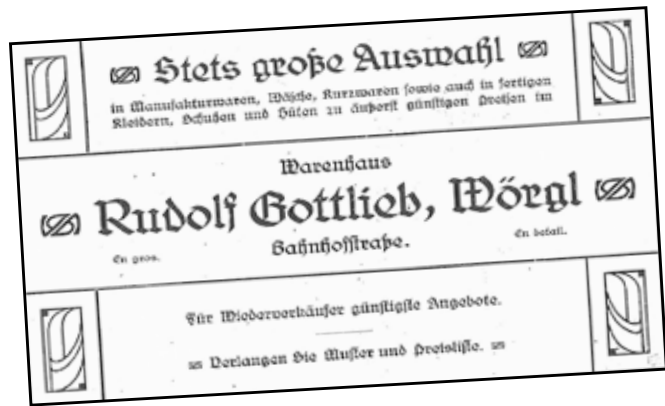 Stets große Auswahl
in Manufakturwaren, Wäsche, Kurzwaren sowie auch in fertigen
Kleidern, Schuhen und Hüten zu äußerst günstigen Preisen im
Warenhaus
Rudolf Gottlieb, Wörgl
Bahnhofstraße.
En gros.
En detail.
Für Wiederverkäufer günstigste Angebote.
Verlangen Sie Muster und Preisliste.